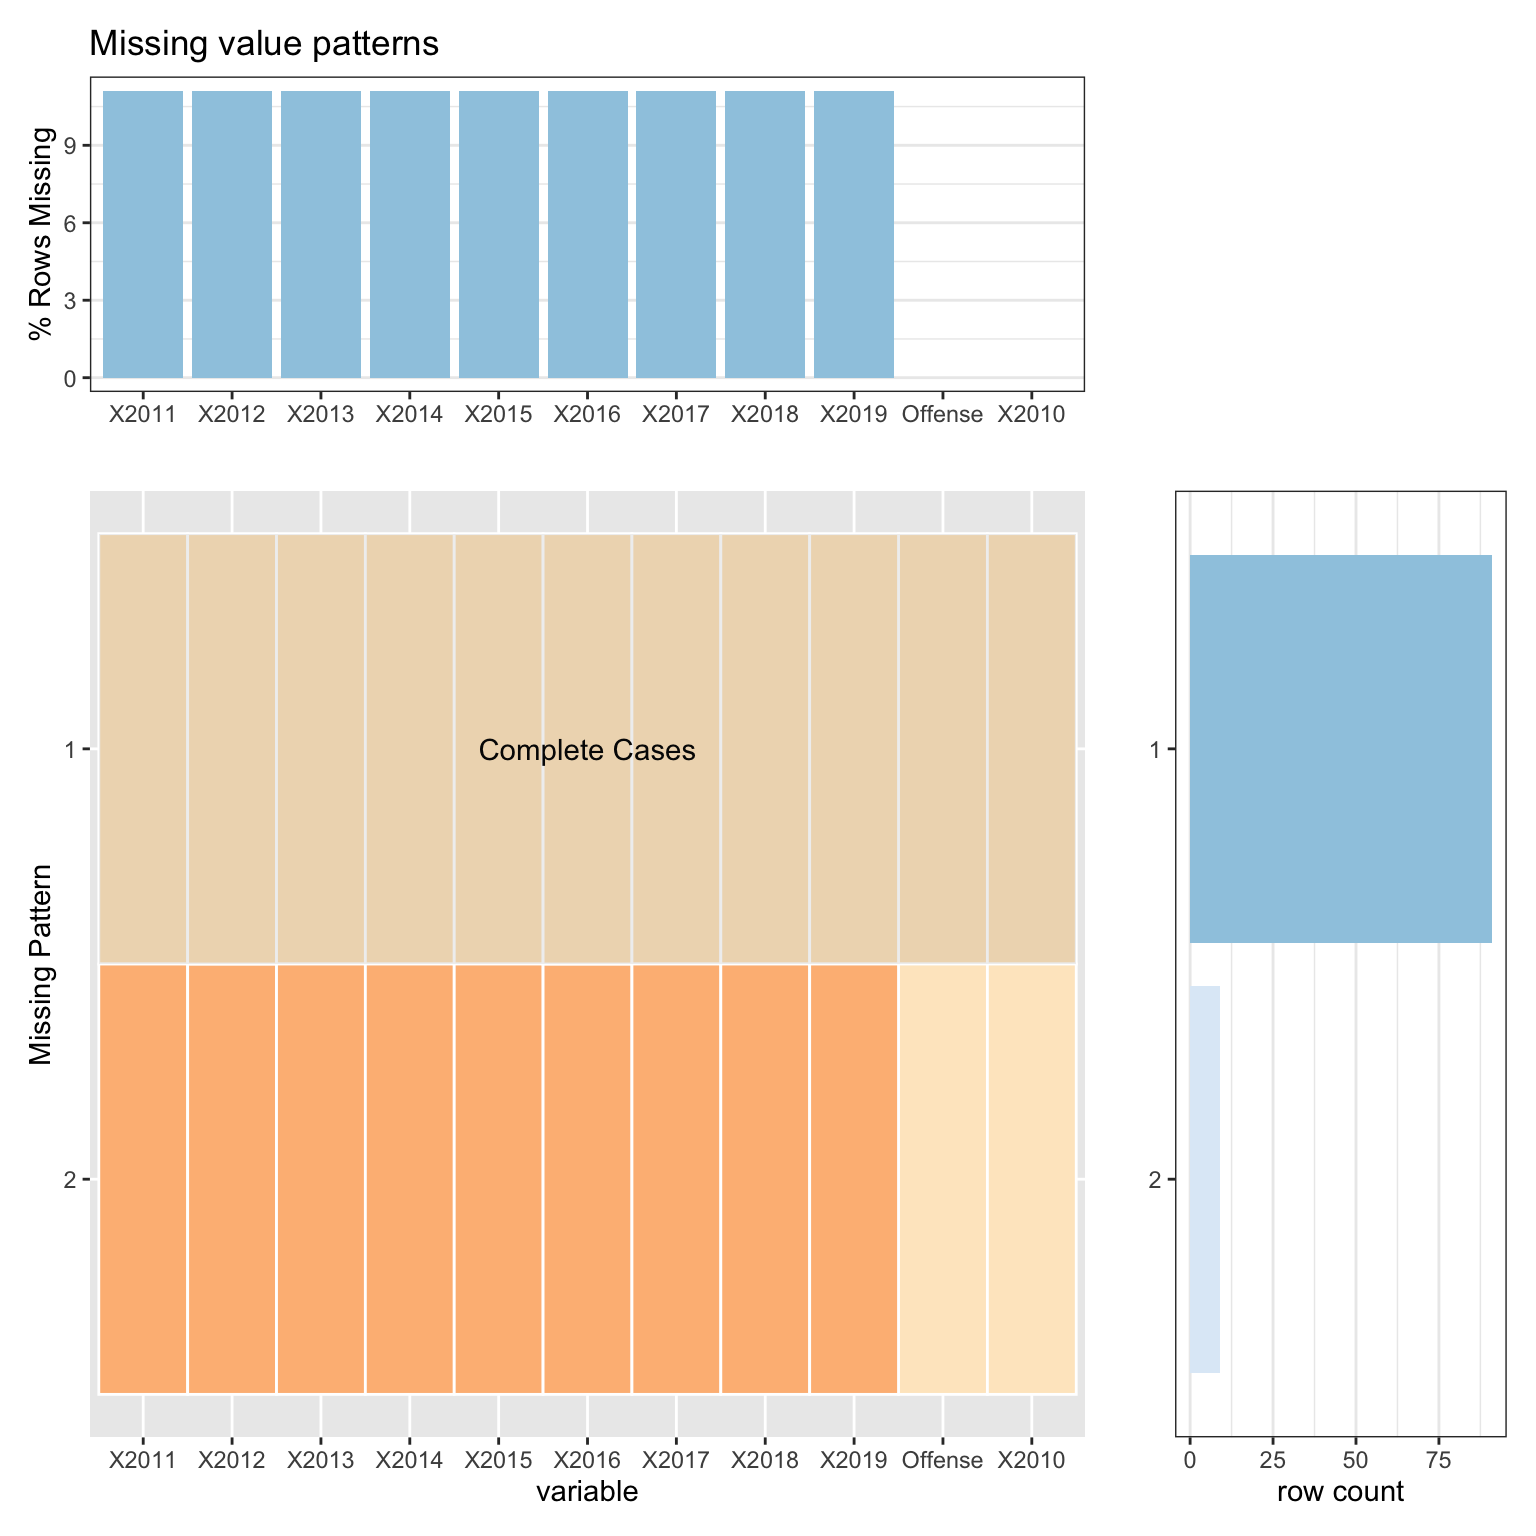 Missing value patterns
% Rows Missing
9
6
3
0
X2011 X2012 X2013 X2014 X2015 X2016 X2017 X2018 X2019 Offense X2010
Missing Pattern
1
Complete Cases
2
X2011 X2012 X2013 X2014 X2015 X2016 X2017 X2018 X2019 Offense X2010
variable
1
2
0 25 50 75
row count